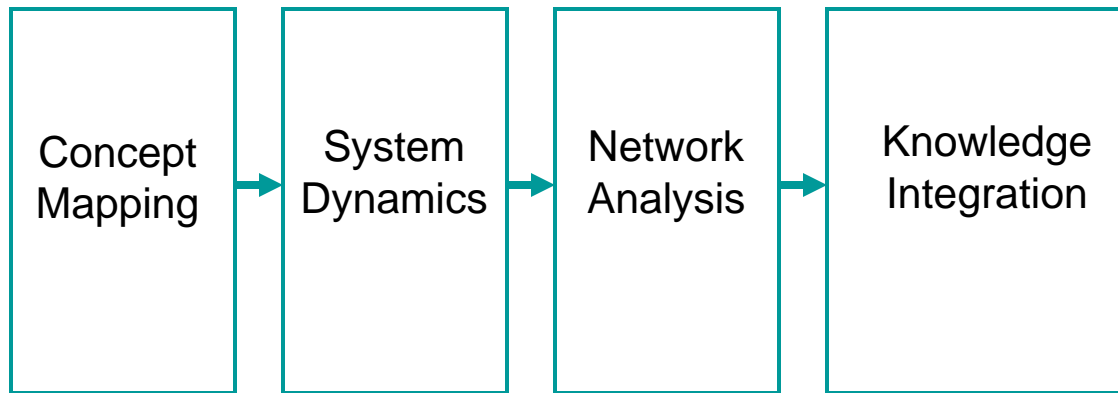 Concept
Mapping
System
Dynamics
Network
Analysis
Knowledge
Integration